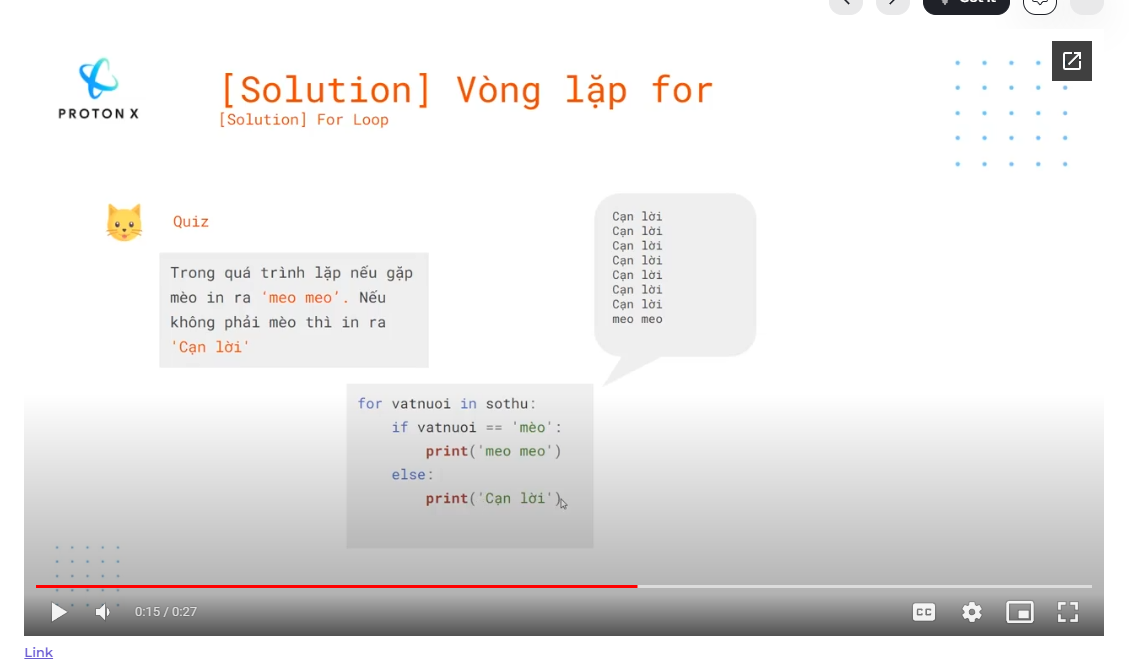 PROTON X
[Solution] Vòng lặp for
[Solution] For Loop
Quiz
Trong quá trình lặp nếu gặp
mèo in ra 'meo meo'. Nếu
không phải mèo thì in ra
'Cạn lời'
Cạn lời
Cạn lời
Cạn lời
Cạn lời
Cạn lời
Cạn lời
Cạn lời
meo meo
for vatnuoi in sothu:
if vatnuoi == 'mèo':
print('meo meo')
else:
print('Cạn lời')
0:15 / 0:27
CC
Link